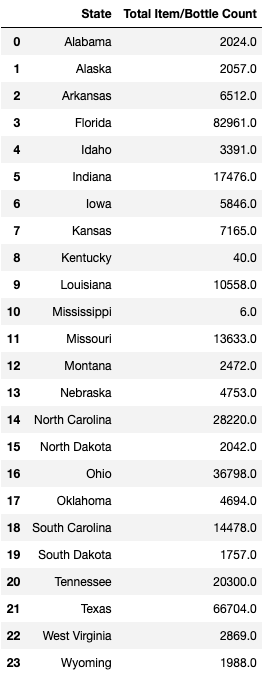 State Total Item/Bottle Count
0 Alabama 2024.0
1 Alaska 2057.0
2 Arkansas 6512.0
3 Florida 82961.0
4 Idaho 3391.0
5 Indiana 17476.0
6 Iowa 5846.0
7 Kansas 7165.0
8 Kentucky 40.0
9 Louisiana 10558.0
10 Mississippi 6.0
11 Missouri 13633.0
12 Montana 2472.0
13 Nebraska 4753.0
14 North Carolina 28220.0
15 North Dakota 2042.0
16 Ohio 36798.0
17 Oklahoma 4694.0
18 South Carolina 14478.0
19 South Dakota 1757.0
20 Tennessee 20300.0
21 Texas 66704.0
22 West Virginia 2869.0
23 Wyoming 1988.0